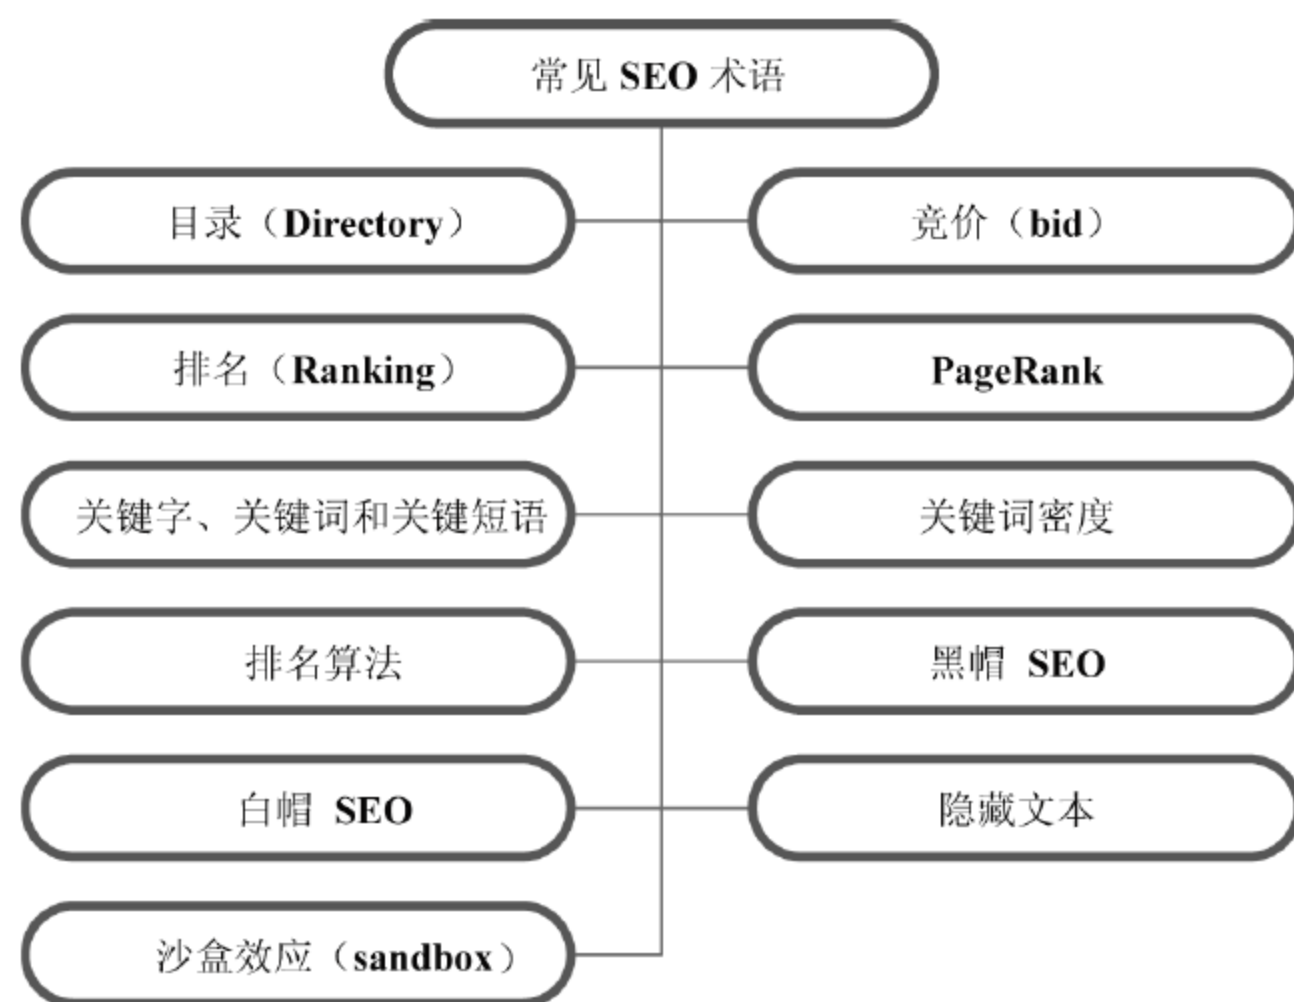 常见 SEO 术语
目录（Directory）
竞价（bid）
排名（Ranking）
PageRank
关键字、关键词和关键短语
关键词密度
排名算法
黑帽 SEO
白帽 SEO
隐藏文本
沙盒效应（sandbox）